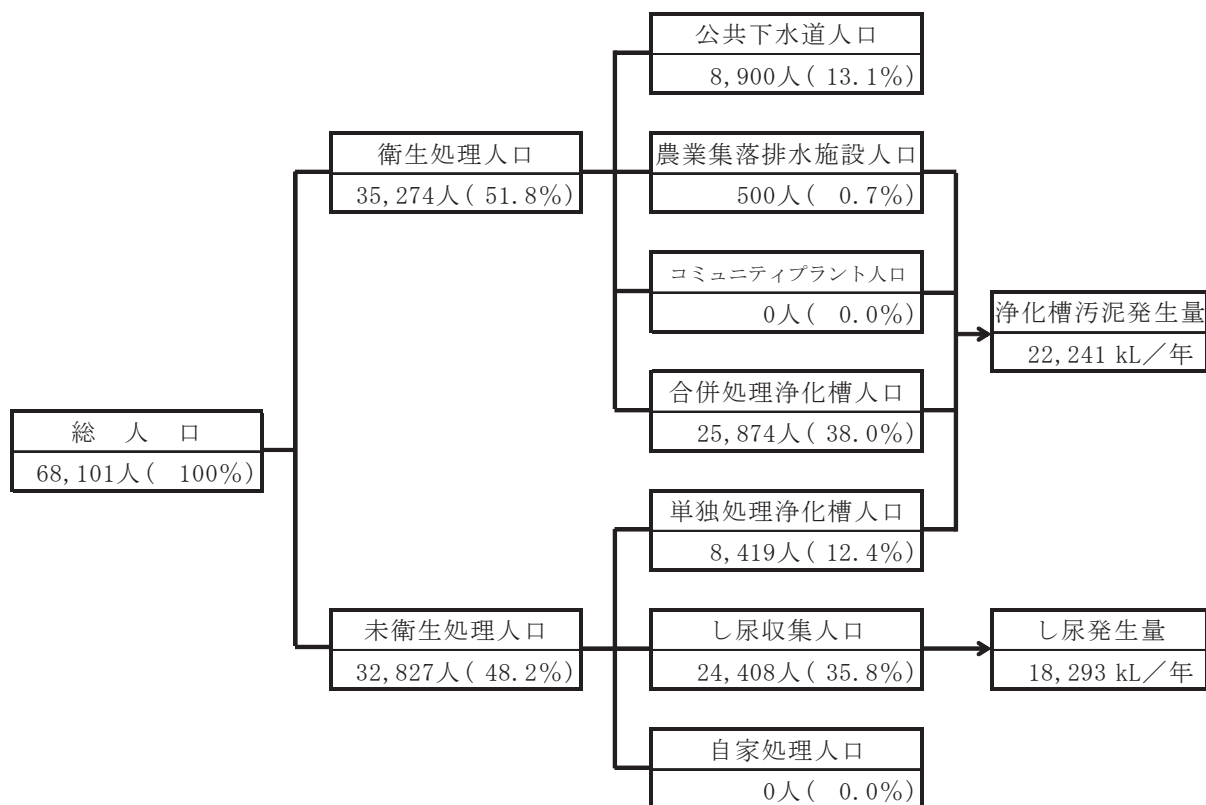 公共下水道人口
8,900人( 13.1%)
衛生処理人口
35,274人( 51.8%)
農業集落排水施設人口
500人( 0.7%)
コミュニティプラント人口
0人( 0.0%)
浄化槽汚泥発生量
22,241 kL／年
合併処理浄化槽人口
25,874人( 38.0%)
総 人 口
68,101人( 100%)
単独処理浄化槽人口
8,419人( 12.4%)
未衛生処理人口
32,827人( 48.2%)
し尿収集人口
24,408人( 35.8%)
し尿発生量
18,293 kL／年
自家処理人口
0人( 0.0%)